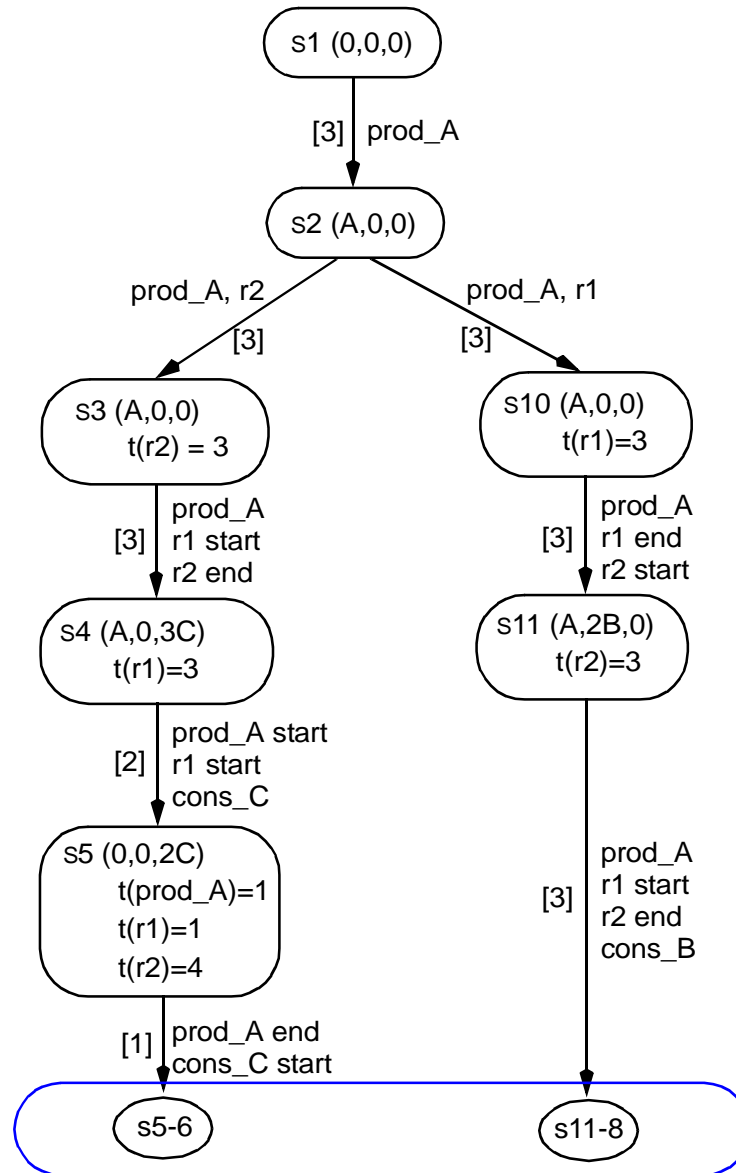 s1 (0,0,0)
[3] prod_A
s2 (A,0,0)
prod_A, r2
[3]
prod_A, r1
[3]
s3 (A,0,0)
t(r2) = 3
s10 (A,0,0)
t(r1)=3
[3]
prod_A
r1 start
r2 end
[3]
prod_A
r1 end
r2 start
s4 (A,0,3C)
t(r1)=3
s11 (A,2B,0)
t(r2)=3
[2]
prod_A start
r1 start
cons_C
s5 (0,0,2C)
t(prod_A)=1
t(r1)=1
t(r2)=4
[3]
prod_A
r1 start
r2 end
cons_B
[1]
prod_A end
cons_C start
s5-6
s11-8